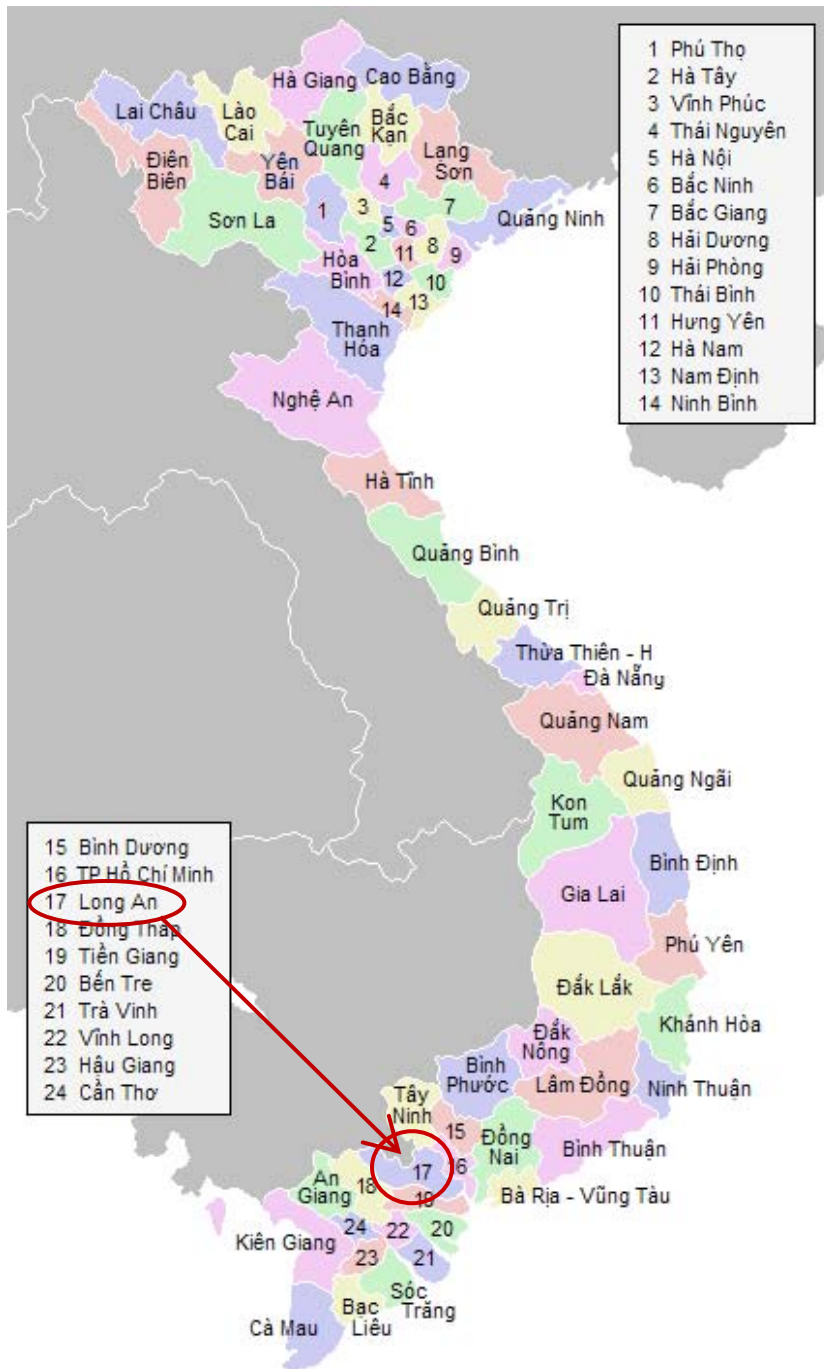 Hà Giang
Cao Bằng
Lai Châu
Lào
Cai
Tuyên
Quang
Bắc
Kạn
Điên
Biên
Yên
Bái
Lạng
Sơn
4
Sơn La
1
3
5
6
7
Quảng Ninh
2
11
8
9
Hòa
Bình
12
10
14
13
Thanh
Hóa
Nghệ An
Hà Tĩnh
Quảng Bình
Quảng Trị
Thừa Thiên - H
Đà Nẵng
Quảng Nam
Quảng Ngãi
Kon
Tum
Bình Định
Gia Lai
Phú Yên
Đắk Lắk
Khánh Hòa
Đắk
Nông
Bình
Phước
Lâm Đồng
Ninh Thuận
Tây
Ninh
15
Đồng
Nai
Bình Thuận
17
16
An
Giang
18
19
Bà Rịa - Vũng Tàu
Kiên Giang
24
22
20
23
21
Sóc
Trăng
Bạc
Liêu
Cà Mau
1 Phú Thọ
2 Hà Tây
3 Vĩnh Phúc
4 Thái Nguyên
5 Hà Nội
6 Bắc Ninh
7 Bắc Giang
8 Hải Dương
9 Hải Phòng
10 Thái Bình
11 Hưng Yên
12 Hà Nam
13 Nam Định
14 Ninh Bình
15 Bình Dương
16 TP Hồ Chí Minh
17 Long An
18 Đồng Tháp
19 Tiền Giang
20 Bến Tre
21 Trà Vinh
22 Vĩnh Long
23 Hậu Giang
24 Cần Thơ